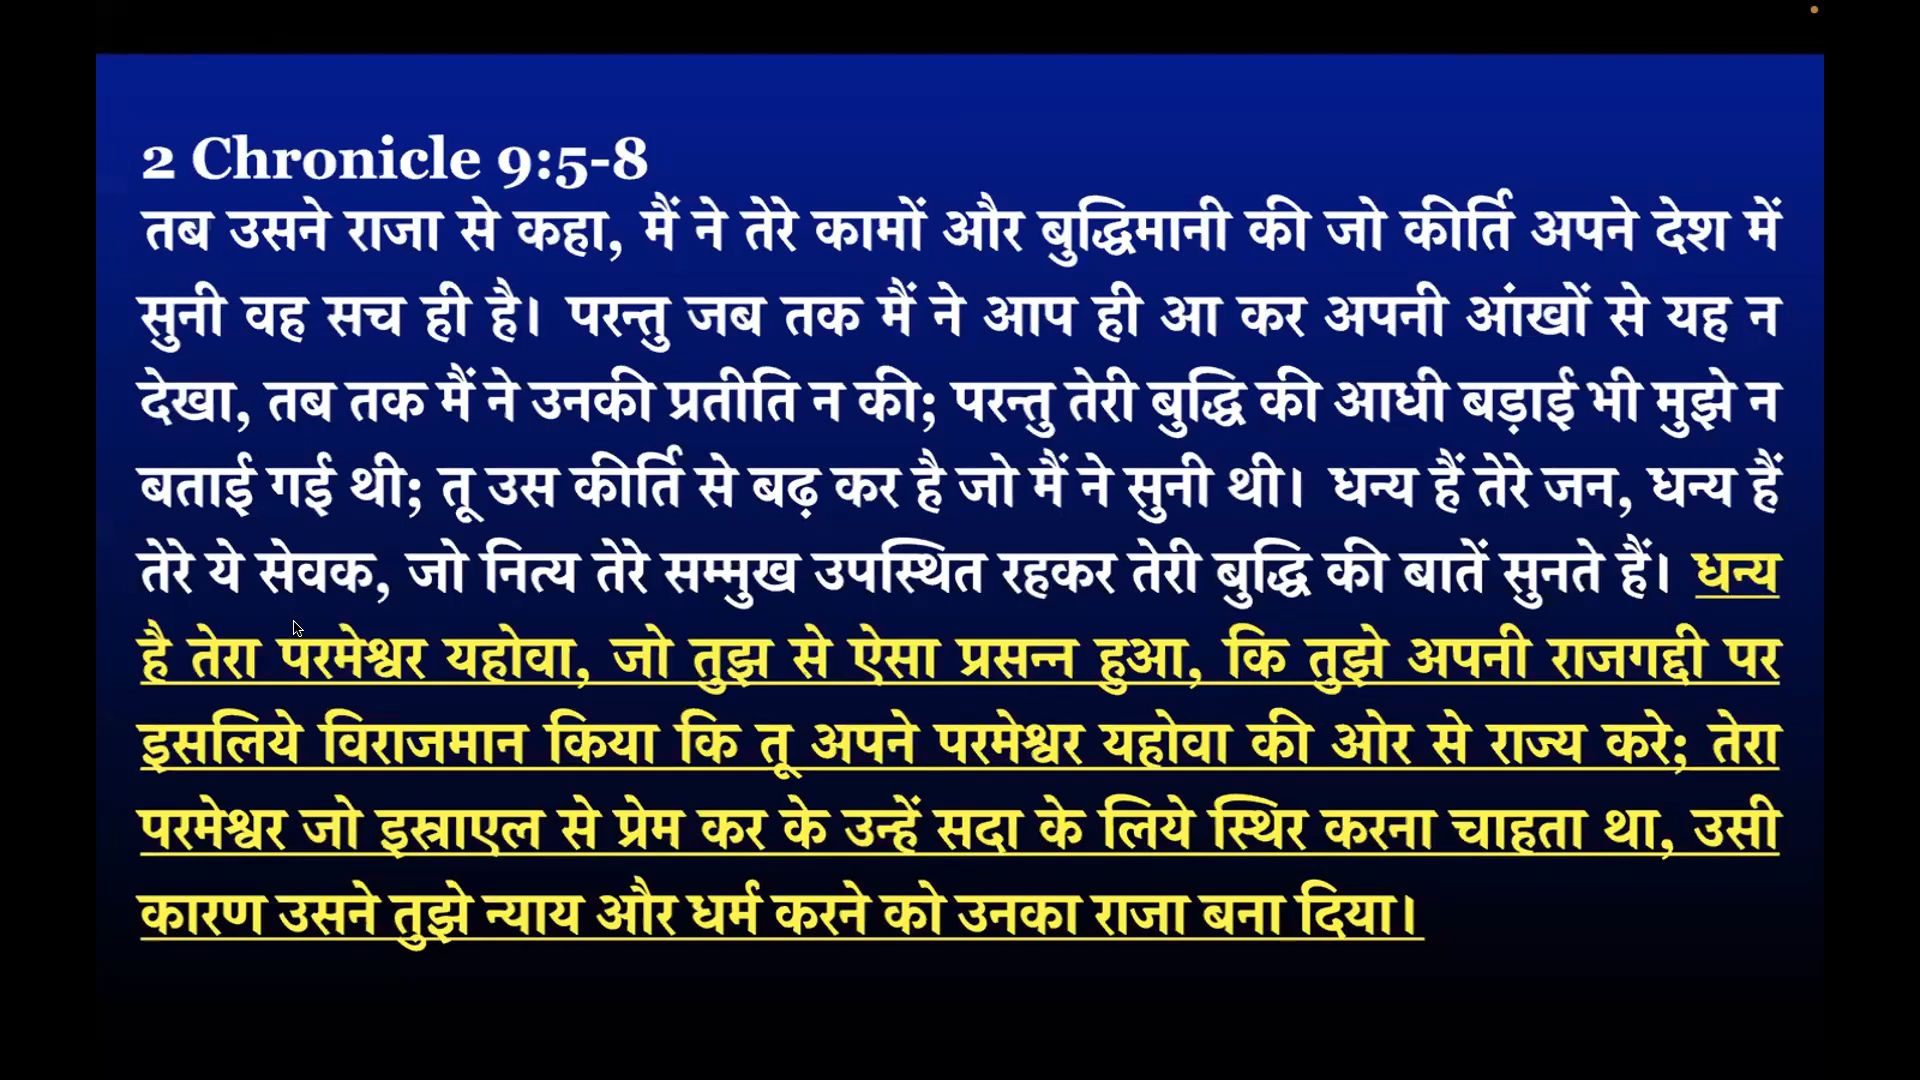 2 Chronicle 9:5-8
तब उसने राजा से कहा, मैं ने तेरे कामों और बुद्धिमानी की जो कीर्ति अपने देश में
सुनी वह सच ही है। परन्तु जब तक मैं ने आप ही आ कर अपनी आंखों से यह न
देखा, तब तक मैं ने उनकी प्रतीति न की; परन्तु तेरी बुद्धि की आधी बड़ाई भी मुझे न
बताई गई थी; तू उस कीर्ति से बढ़ कर है जो मैं ने सुनी थी। धन्य हैं तेरे जन, धन्य हैं
तेरे ये सेवक, जो नित्य तेरे सम्मुख उपस्थित रहकर तेरी बुद्धि की बातें सुनते हैं। धन्य
है तेरा परमेश्वर यहोवा, जो तुझ से ऐसा प्रसन्न हुआ, कि तुझे अपनी राजगद्दी पर
इसलिये विराजमान किया कि तू अपने परमेश्वर यहोवा की ओर से राज्य करे; तेरा
परमेश्वर जो इस्राएल से प्रेम कर के उन्हें सदा के लिये स्थिर करना चाहता था, उसी
कारण उसने तुझे न्याय और धर्म करने को उनका राजा बना दिया।